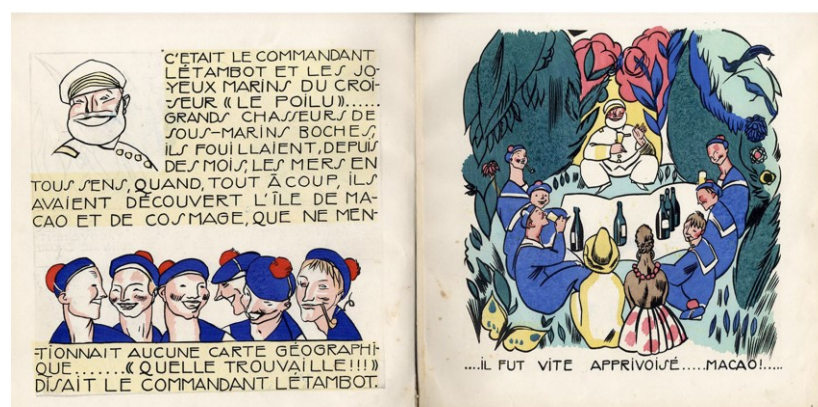 C'ETAIT LE COMMANDANT
LÉTAMBOT ET LES JO-
YEUX MARINS DU CROI-
SEUR « LE POILU »......
GRANDS CHASSEURS DE
SOUS-MARINS BOCHES,
ILS FOUILLAIENT, DEPUIS
DES MOIS, LES MERS EN
TOUS SENS, QUAND, TOUT À COUP, ILS
AVAIENT DÉCOUVERT L'ÎLE DE MA-
CAO ET DE COSMAGE, QUE NE MEN-
TIONNAIT AUCUNE CARTE GÉOGRAPHI-
QUE.......« QUELLE TROUVAILLE!!! »
DISAIT LE COMMANDANT LÉTAMBOT.
....IL FUT VITE APPRIVOISÉ.....MACAO!.....